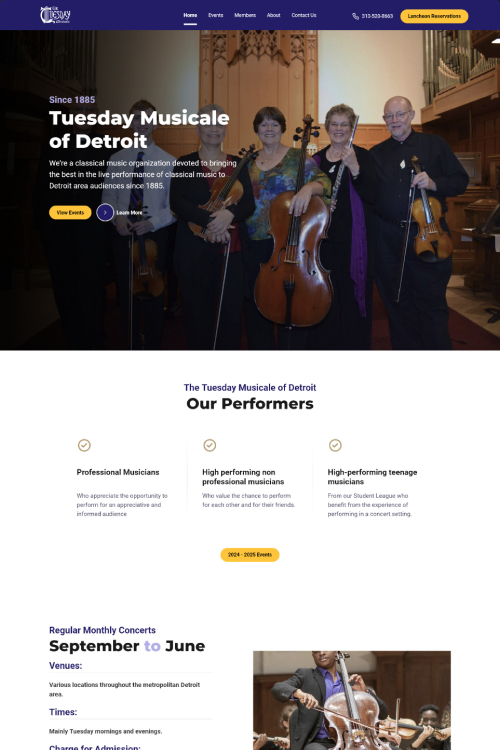 The
TUESDAY
Musicale
Home
Events
Members
About
Contact Us
313-520-8663
Luncheon Reservations
Since 1885
Tuesday Musicale
of Detroit
We're a classical music organization devoted to bringing
the best in the live performance of classical music to
Detroit area audiences since 1885.
View Events
Learn More
The Tuesday Musicale of Detroit
Our Performers
Professional Musicians
Who appreciate the opportunity to
perform for an appreciative and
informed audience
High performing non
professional musicians
Who value the chance to perform
for each other and for their friends.
High-performing teenage
musicians
From our Student League who
benefit from the experience of
performing in a concert setting.
2024 - 2025 Events
Regular Monthly Concerts
September to June
Venues:
Various locations throughout the metropolitan Detroit
area.
Times:
Mainly Tuesday mornings and evenings.
Charge for Admission: